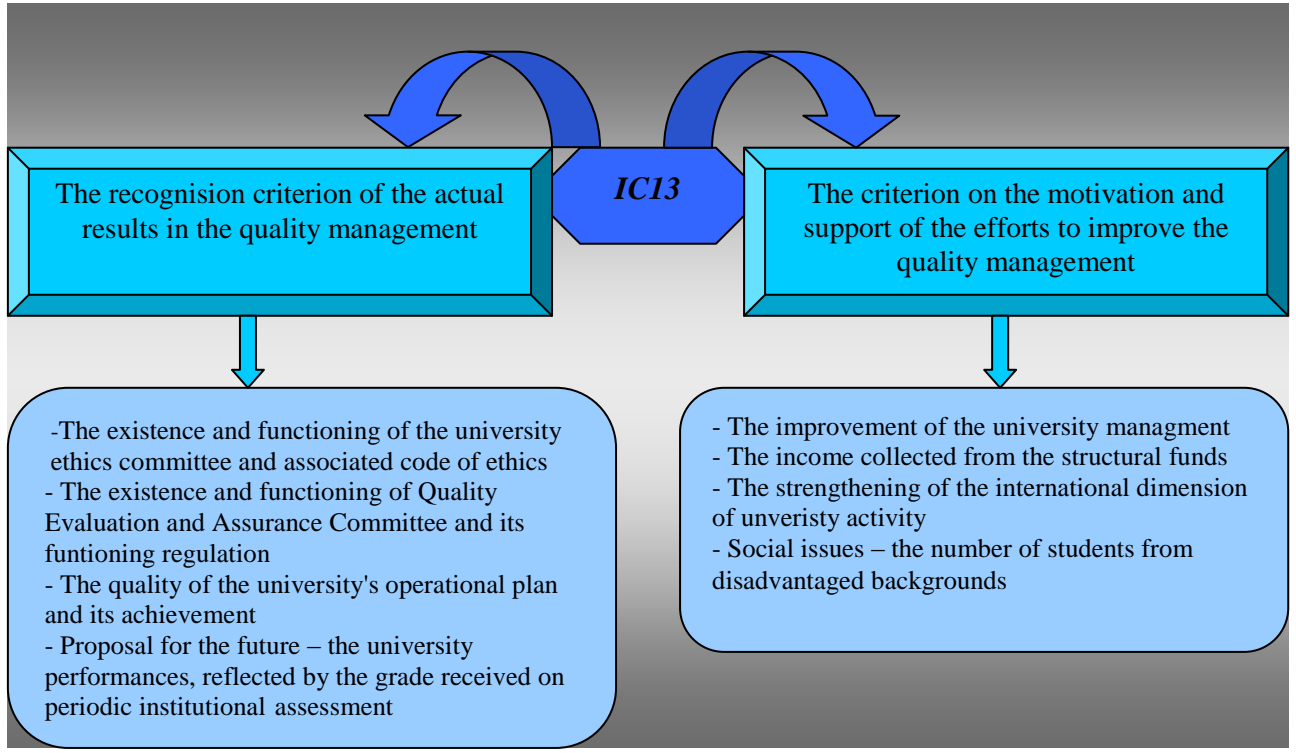 IC13
The recognision criterion of the actual
results in the quality management
The criterion on the motivation and
support of the efforts to improve the
quality management
-The existence and functioning of the university
ethics committee and associated code of ethics
- The existence and functioning of Quality
Evaluation and Assurance Committee and its
funtioning regulation
- The quality of the university's operational plan
and its achievement
- Proposal for the future – the university
performances, reflected by the grade received on
periodic institutional assessment
- The improvement of the university managment
- The income collected from the structural funds
- The strengthening of the international dimension
of unveristy activity
- Social issues – the number of students from
disadvantaged backgrounds